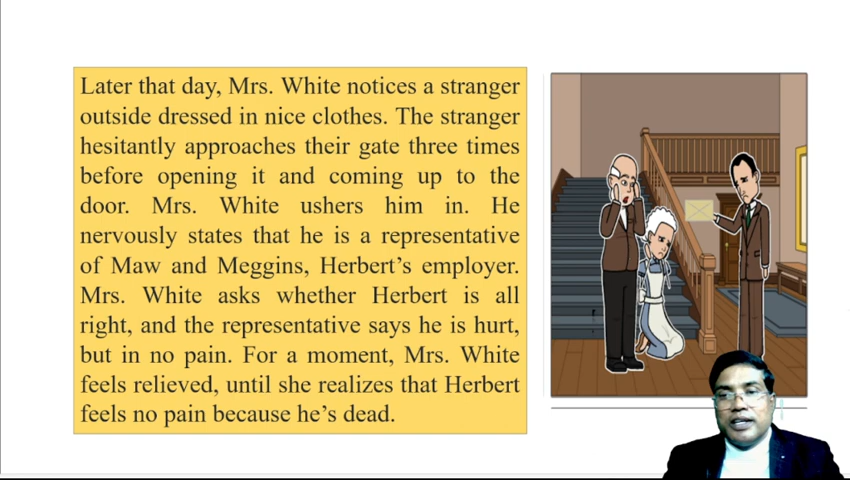 Later that day, Mrs. White notices a stranger
outside dressed in nice clothes. The stranger
hesitantly approaches their gate three times
before opening it and coming up to the
door. Mrs. White ushers him in. He
nervously states that he is a representative
of Maw and Meggins, Herbert’s employer.
Mrs. White asks whether Herbert is all
right, and the representative says he is hurt,
but in no pain. For a moment, Mrs. White
feels relieved, until she realizes that Herbert
feels no pain because he’s dead.